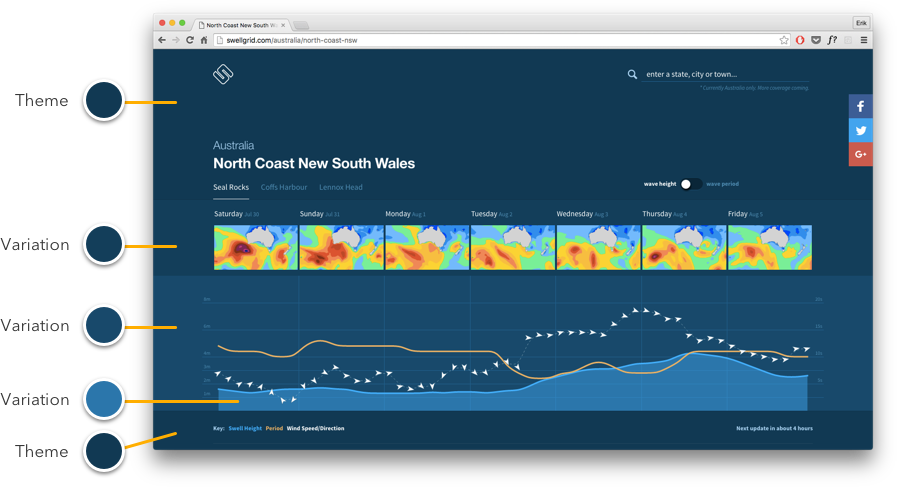 North Coast New South Wa
Erik
swellgrid.com/australia/north-coast-nsw
f?
enter a state, city or town...
* Currently Australia only. More coverage coming.
Theme
f
G+
Australia
North Coast New South Wales
Seal Rocks Coffs Harbour Lennox Head
wave height wave period
Saturday Jul 30 Sunday Jul 31 Monday Aug 1 Tuesday Aug 2 Wednesday Aug 3 Thursday Aug 4 Friday Aug 5
Variation
Variation
Variation
Key: Swell Height Period Wind Speed/Direction Next update in about 4 hours
Theme